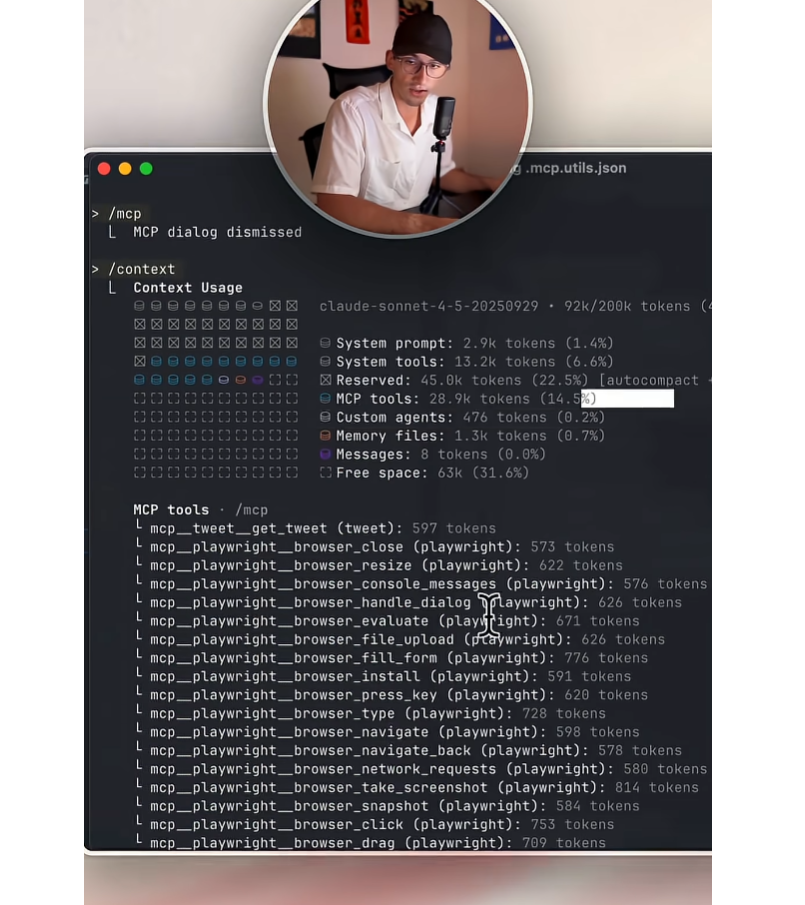 .mcp.utils.json
> /mcp
MCP dialog dismissed
> /context
Context Usage
claude-sonnet-4-5-20250929 • 92k/200k tokens (4
System prompt: 2.9k tokens (1.4%)
System tools: 13.2k tokens (6.6%)
Reserved: 45.0k tokens (22.5%) [autocompact
MCP tools: 28.9k tokens (14.5%)
Custom agents: 476 tokens (0.2%)
Memory files: 1.3k tokens (0.7%)
Messages: 8 tokens (0.0%)
Free space: 63k (31.6%)
MCP tools · /mcp
└ mcp__tweet__get_tweet (tweet): 597 tokens
└ mcp__playwright__browser_close (playwright): 573 tokens
└ mcp__playwright__browser_resize (playwright): 622 tokens
└ mcp__playwright__browser_console_messages (playwright): 576 tokens
└ mcp__playwright__browser_handle_dialog (playwright): 626 tokens
└ mcp__playwright__browser_evaluate (playwright): 671 tokens
└ mcp__playwright__browser_file_upload (playwright): 626 tokens
└ mcp__playwright__browser_fill_form (playwright): 776 tokens
└ mcp__playwright__browser_install (playwright): 591 tokens
└ mcp__playwright__browser_press_key (playwright): 620 tokens
└ mcp__playwright__browser_type (playwright): 728 tokens
└ mcp__playwright__browser_navigate (playwright): 598 tokens
└ mcp__playwright__browser_navigate_back (playwright): 578 tokens
└ mcp__playwright__browser_network_requests (playwright): 580 tokens
└ mcp__playwright__browser_take_screenshot (playwright): 814 tokens
└ mcp__playwright__browser_snapshot (playwright): 584 tokens
└ mcp__playwright__browser_click (playwright): 753 tokens
└ mcp__playwright__browser_drag (playwright): 709 tokens